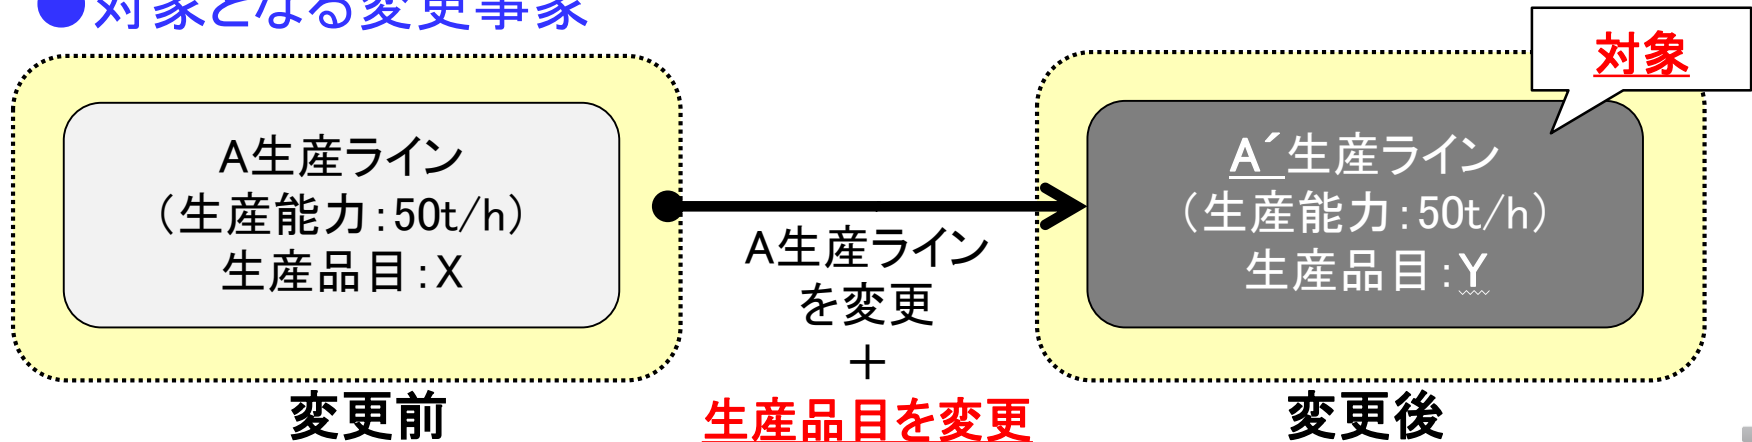 ●対象となる変更事象
対象
A生産ライン
（生産能力：50t/h）
生産品目：X
A生産ライン
を変更
＋
生産品目を変更
A´生産ライン
（生産能力：50t/h）
生産品目：Y
変更前
変更後